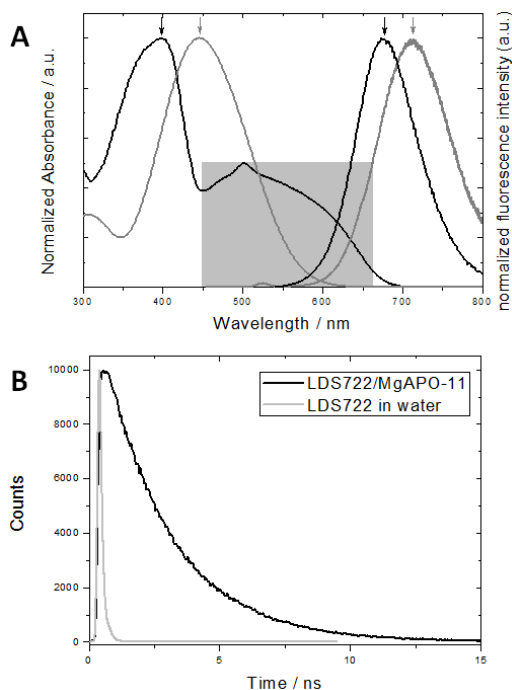 A
Normalized Absorbance / a.u.
normalized fluorescence intensity (a.u.)
300 400 500 600 700 800
Wavelength / nm
B
10000
8000
6000
4000
2000
0
Counts
LDS722/MgAPO-11
LDS722 in water
0 5 10 15
Time / ns